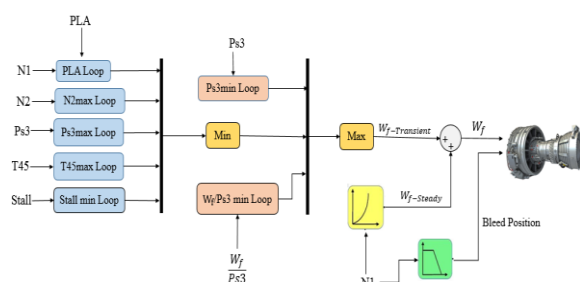 PLA
N1
PLA Loop
N2
N2max Loop
Ps3
Ps3max Loop
T45
T45max Loop
Stall
Stall min Loop
Min
Ps3
Ps3min Loop
Wf/Ps3 min Loop
Wf
Ps3
Max
Wf−Transient
+
+
Wf
Wf−Steady
Bleed Position
N1